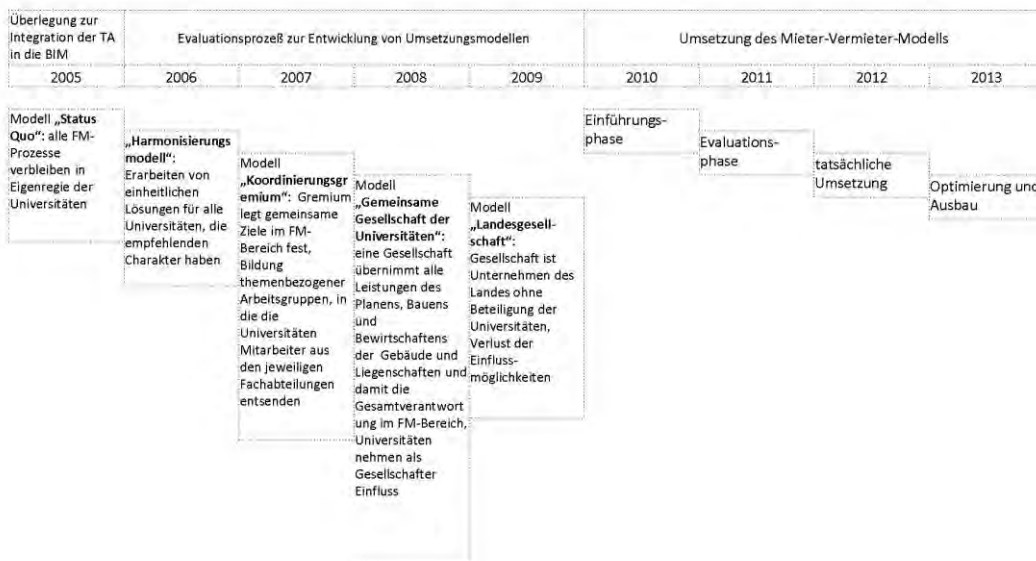 Überlegung zur
Integration der TA
in die BIM
Evaluationsprozeß zur Entwicklung von Umsetzungsmodellen
Umsetzung des Mieter-Vermieter-Modells
2005
2006
2007
2008
2009
2010
2011
2012
2013
Modell „Status
Quo“: alle FM-
Prozesse
verbleiben in
Eigenregie der
Universitäten
„Harmonisierungs
modell“:
Erarbeiten von
einheitlichen
Lösungen für alle
Universitäten, die
empfehlenden
Charakter haben
Modell
„Koordinierungsgr
emium“: Gremium
legt gemeinsame
Ziele im FM-
Bereich fest,
Bildung
themenbezogener
Arbeitsgruppen, in
die die
Universitäten
Mitarbeiter aus
den jeweiligen
Fachabteilungen
entsenden
Modell
„Gemeinsame
Gesellschaft der
Universitäten“:
eine Gesellschaft
übernimmt alle
Leistungen des
Planens, Bauens
und
Bewirtschaftens
der Gebäude und
Liegenschaften und
damit die
Gesamtverantwort
ung im FM-Bereich,
Universitäten
nehmen als
Gesellschafter
Einfluss
Modell
„Landesgesell-
schaft“:
Gesellschaft ist
Unternehmen des
Landes ohne
Beteiligung der
Universitäten,
Verlust der
Einfluss-
möglichkeiten
Einführungs-
phase
Evaluations-
phase
tatsächliche
Umsetzung
Optimierung und
Ausbau